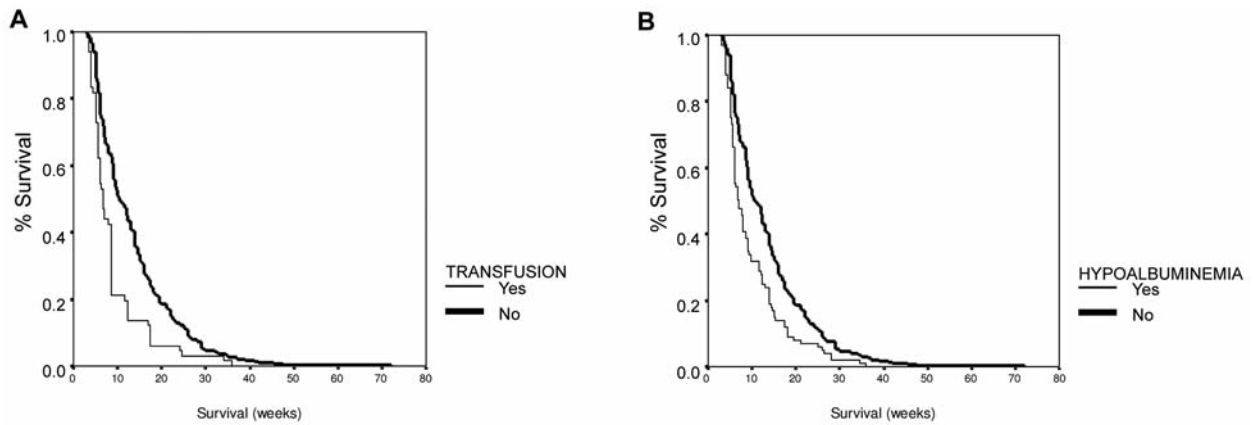 A
1.0
0.8
0.6
0.4
0.2
0.0
% Survival
0 10 20 30 40 50 60 70 80
Survival (weeks)
TRANSFUSION
Yes
No
B
1.0
0.8
0.6
0.4
0.2
0.0
% Survival
0 10 20 30 40 50 60 70 80
Survival (weeks)
HYPOALBUMINEMIA
Yes
No